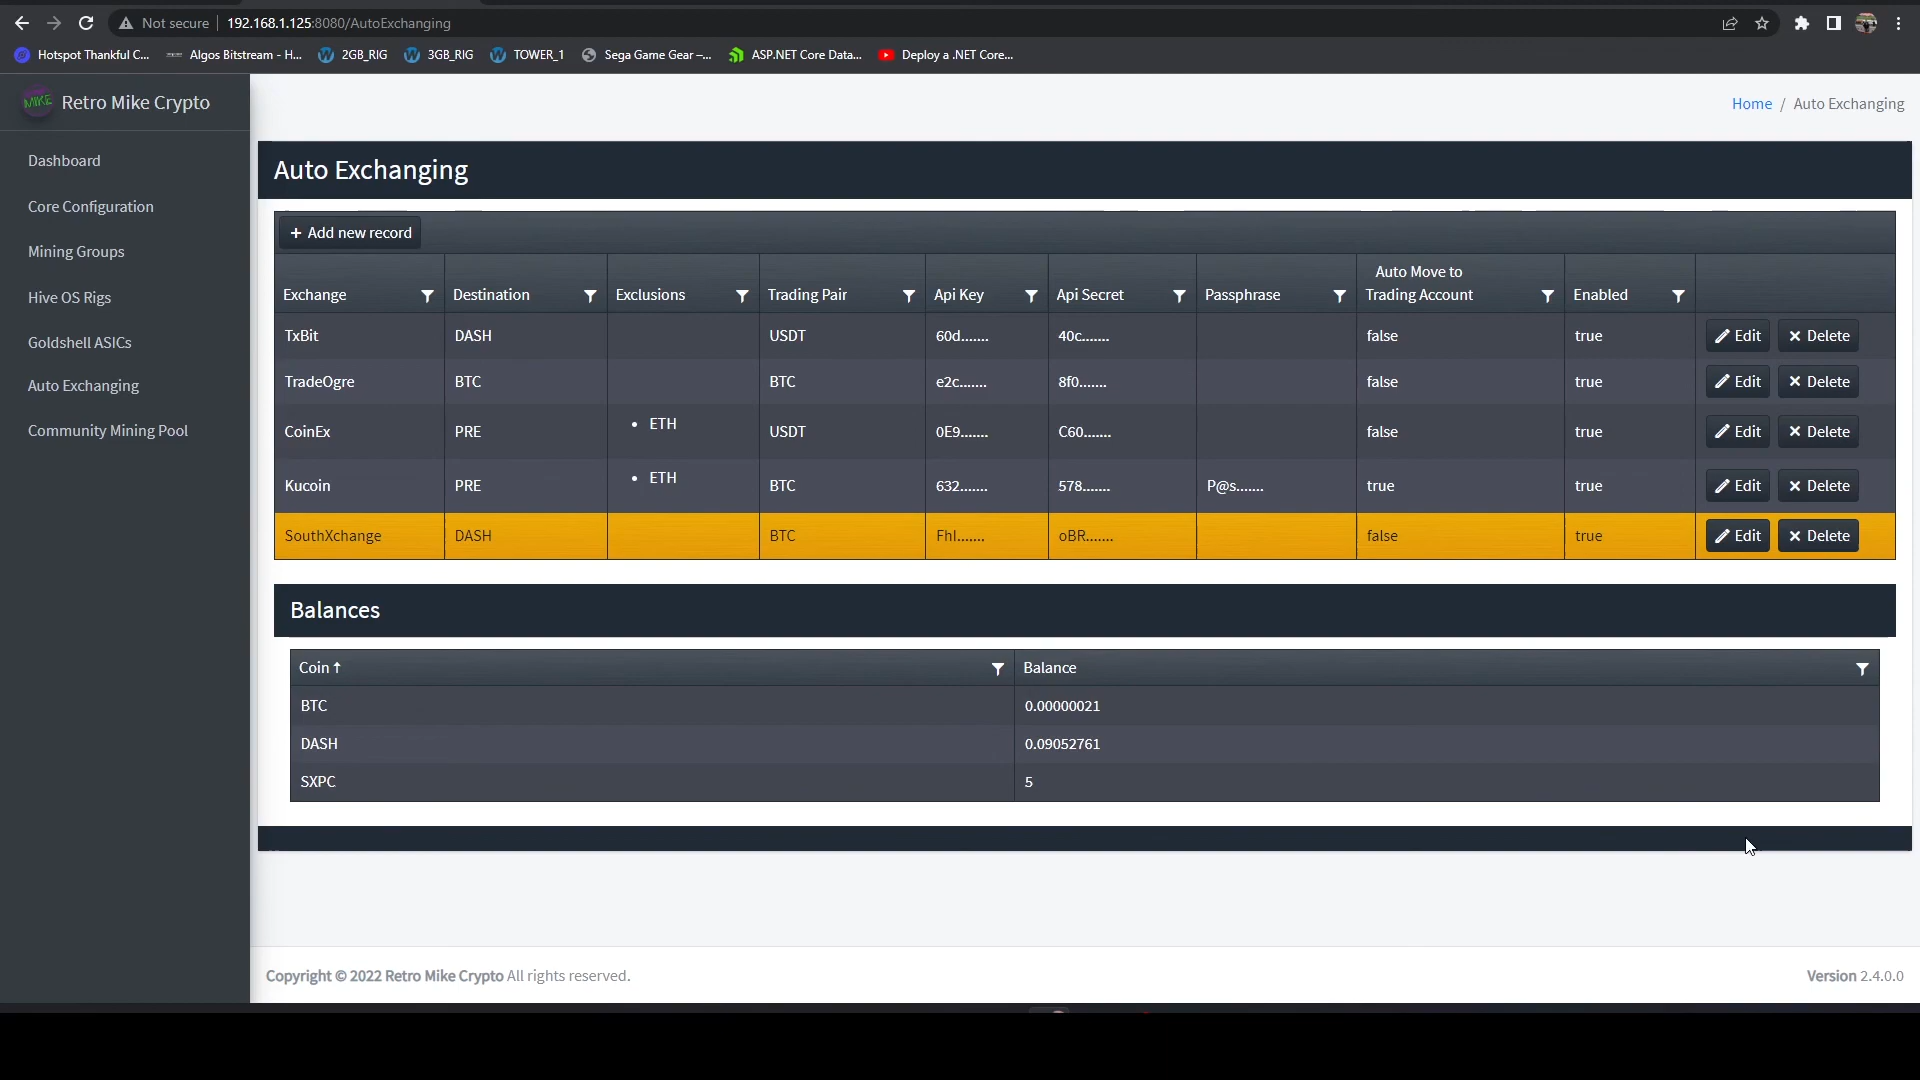 Not secure | 192.168.1.125:8080/AutoExchanging
Hotspot Thankful C... Algos Bitstream - H... 2GB_RIG 3GB_RIG TOWER_1 Sega Game Gear –... ASP.NET Core Data... Deploy a .NET Core...
MIKE Retro Mike Crypto
Home / Auto Exchanging
Dashboard
Core Configuration
Mining Groups
Hive OS Rigs
Goldshell ASICs
Auto Exchanging
Community Mining Pool
Auto Exchanging
+ Add new record
Exchange Destination Exclusions Trading Pair Api Key Api Secret Passphrase Auto Move to
Trading Account Enabled
TxBit DASH USDT 60d....... 40c....... false true Edit Delete
TradeOgre BTC BTC e2c....... 8f0....... false true Edit Delete
CoinEx PRE • ETH USDT 0E9....... C60....... false true Edit Delete
Kucoin PRE • ETH BTC 632....... 578....... P@s....... true true Edit Delete
SouthXchange DASH BTC FhI....... oBR....... false true Edit Delete
Balances
Coin ↑ Balance
BTC 0.00000021
DASH 0.09052761
SXPC 5
Copyright © 2022 Retro Mike Crypto All rights reserved.
Version 2.4.0.0